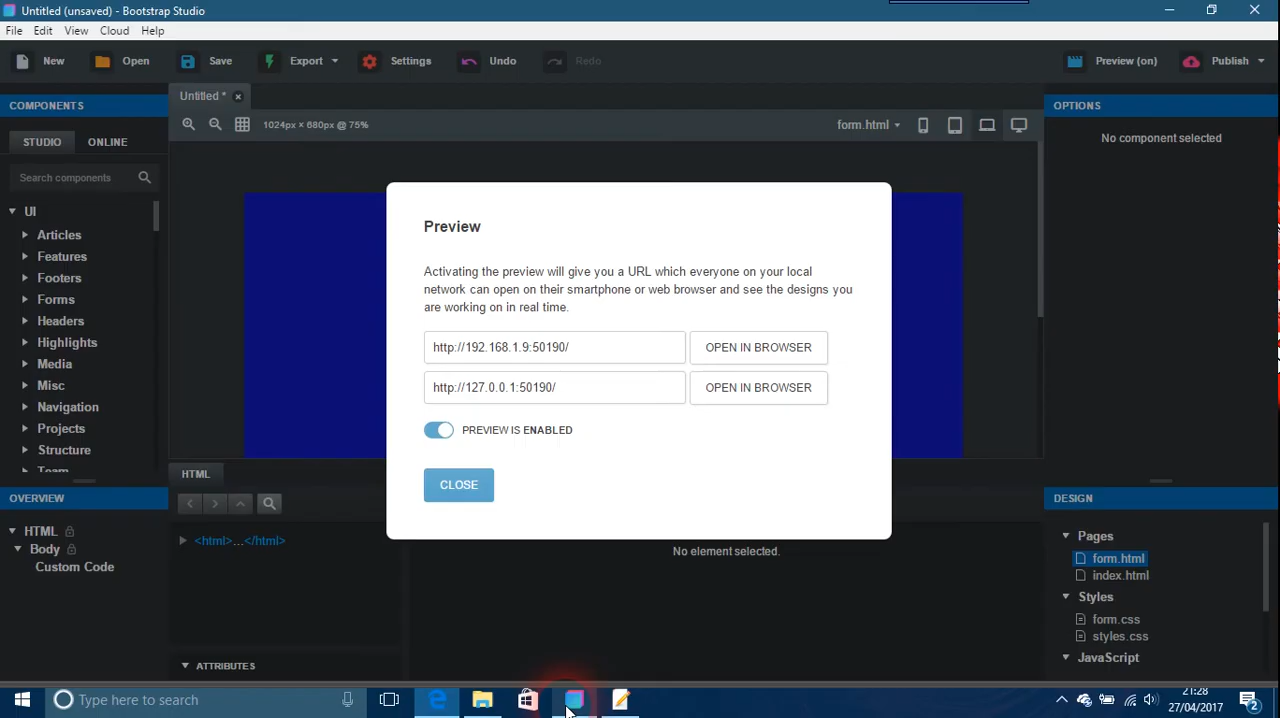 Untitled (unsaved) - Bootstrap Studio
File Edit View Cloud Help
New Open Save Export Settings Undo Redo Preview (on) Publish
COMPONENTS
Untitled *
OPTIONS
STUDIO ONLINE
1024px × 680px @ 75%
form.html
No component selected
Search components
UI
Articles
Features
Footers
Forms
Headers
Highlights
Media
Misc
Navigation
Projects
Structure
Team
Preview
Activating the preview will give you a URL which everyone on your local
network can open on their smartphone or web browser and see the designs you
are working on in real time.
http://192.168.1.9:50190/ OPEN IN BROWSER
http://127.0.0.1:50190/ OPEN IN BROWSER
PREVIEW IS ENABLED
CLOSE
HTML
OVERVIEW
HTML
Body
Custom Code
<html>...</html>
No element selected.
ATTRIBUTES
DESIGN
Pages
form.html
index.html
Styles
form.css
styles.css
JavaScript
Type here to search
21:28
27/04/2017
2